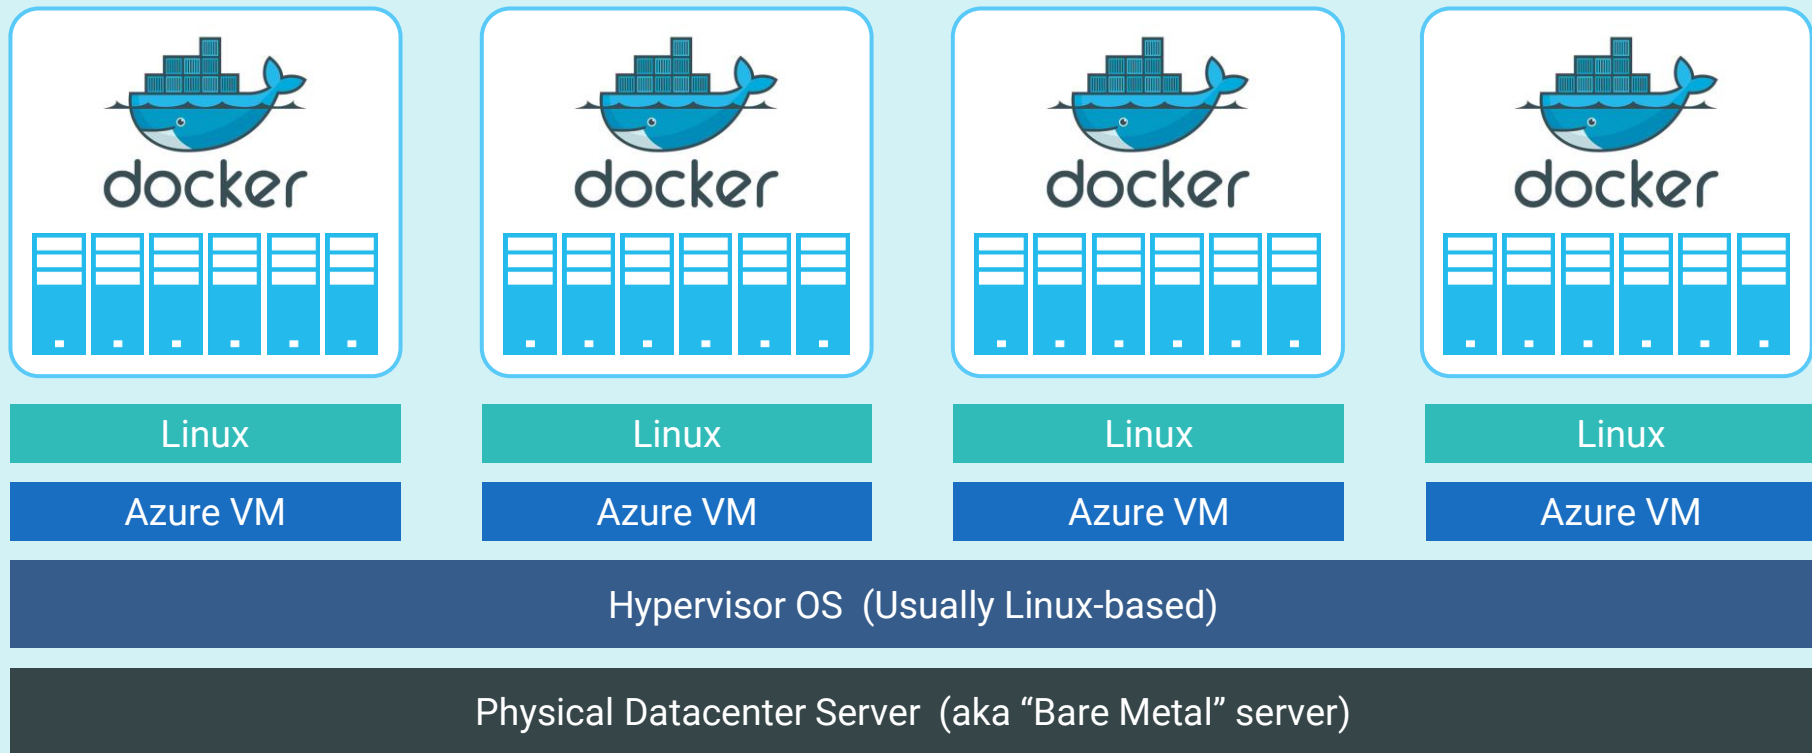 docker
docker
docker
docker
Linux
Linux
Linux
Linux
Azure VM
Azure VM
Azure VM
Azure VM
Hypervisor OS (Usually Linux-based)
Physical Datacenter Server (aka “Bare Metal” server)